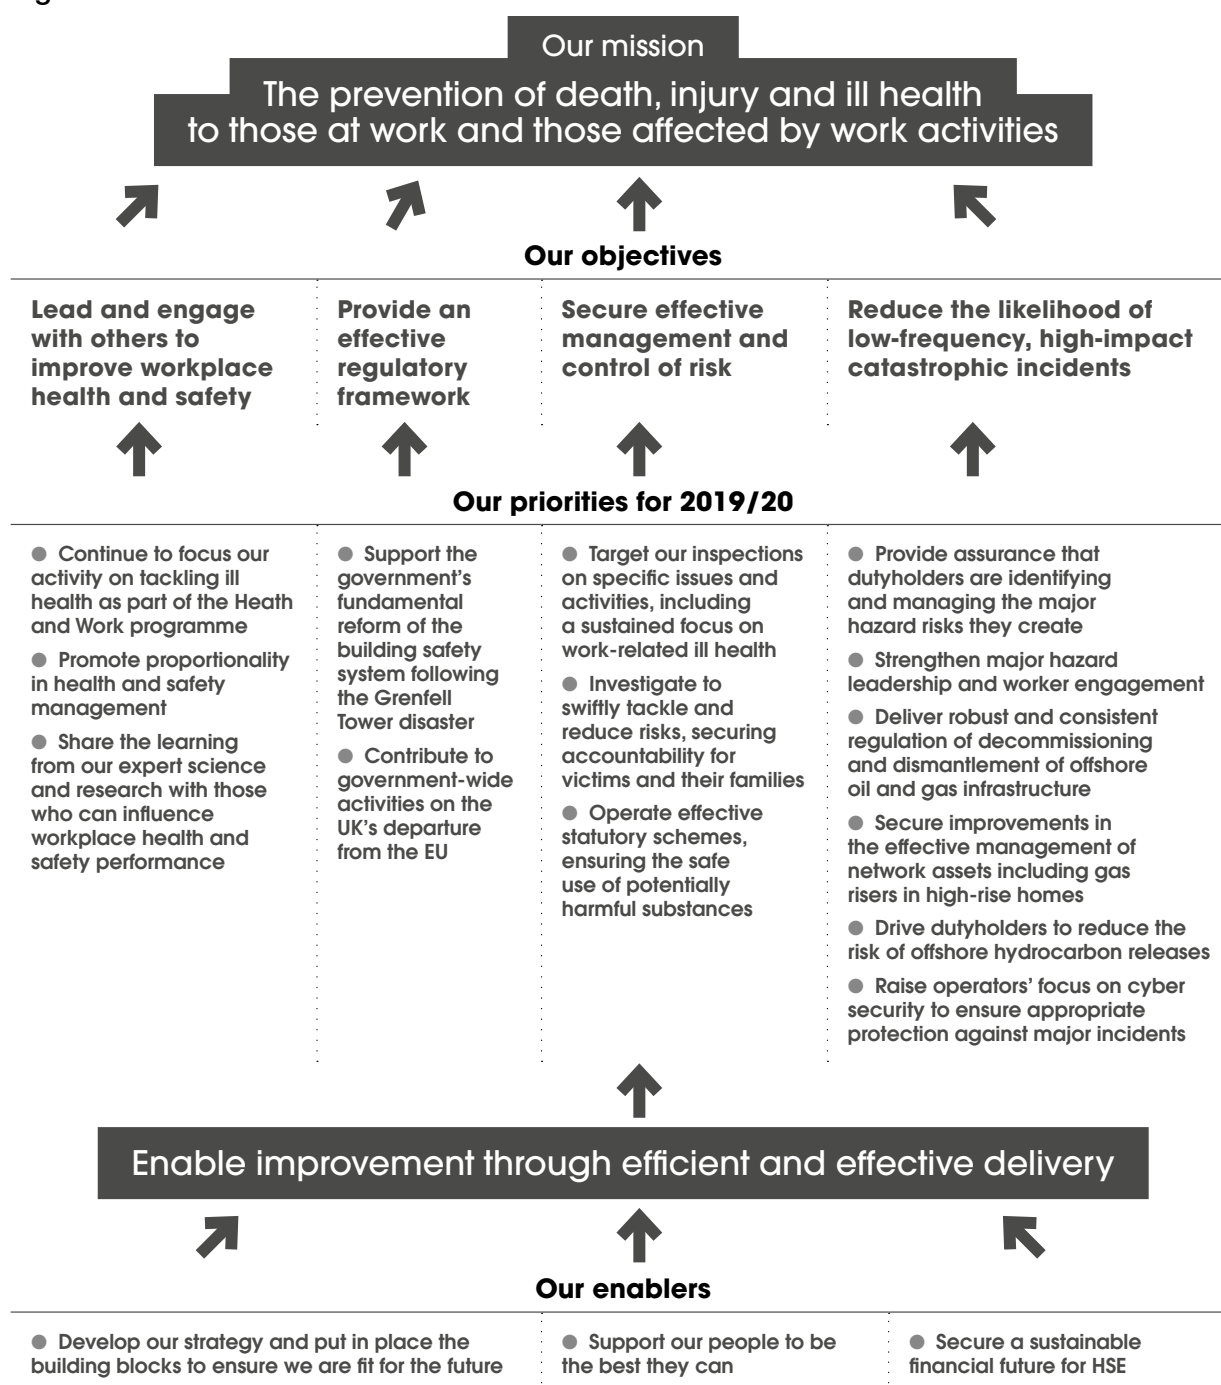 Our mission
The prevention of death, injury and ill health
to those at work and those affected by work activities
Our objectives
Lead and engage
with others to
improve workplace
health and safety
Provide an
effective
regulatory
framework
Secure effective
management and
control of risk
Reduce the likelihood of
low-frequency, high-impact
catastrophic incidents
Our priorities for 2019/20
● Continue to focus our
activity on tackling ill
health as part of the Heath
and Work programme
● Promote proportionality
in health and safety
management
● Share the learning
from our expert science
and research with those
who can influence
workplace health and
safety performance
● Support the
government's
fundamental
reform of the
building safety
system following
the Grenfell
Tower disaster
● Contribute to
government-wide
activities on the
UK's departure
from the EU
● Target our inspections
on specific issues and
activities, including
a sustained focus on
work-related ill health
● Investigate to
swiftly tackle and
reduce risks, securing
accountability for
victims and their families
● Operate effective
statutory schemes,
ensuring the safe
use of potentially
harmful substances
● Provide assurance that
dutyholders are identifying
and managing the major
hazard risks they create
● Strengthen major hazard
leadership and worker engagement
● Deliver robust and consistent
regulation of decommissioning
and dismantlement of offshore
oil and gas infrastructure
● Secure improvements in
the effective management of
network assets including gas
risers in high-rise homes
● Drive dutyholders to reduce the
risk of offshore hydrocarbon releases
● Raise operators' focus on cyber
security to ensure appropriate
protection against major incidents
Enable improvement through efficient and effective delivery
Our enablers
● Develop our strategy and put in place the
building blocks to ensure we are fit for the future
● Support our people to be
the best they can
● Secure a sustainable
financial future for HSE